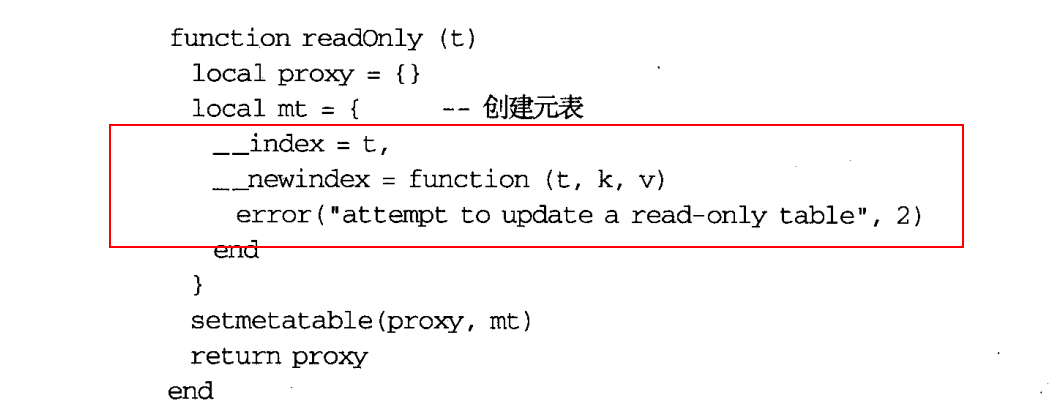 function readOnly (t)
local proxy = {}
local mt = { -- 创建元表
__index = t,
__newindex = function (t, k, v)
error("attempt to update a read-only table", 2)
end
}
setmetatable(proxy, mt)
return proxy
end